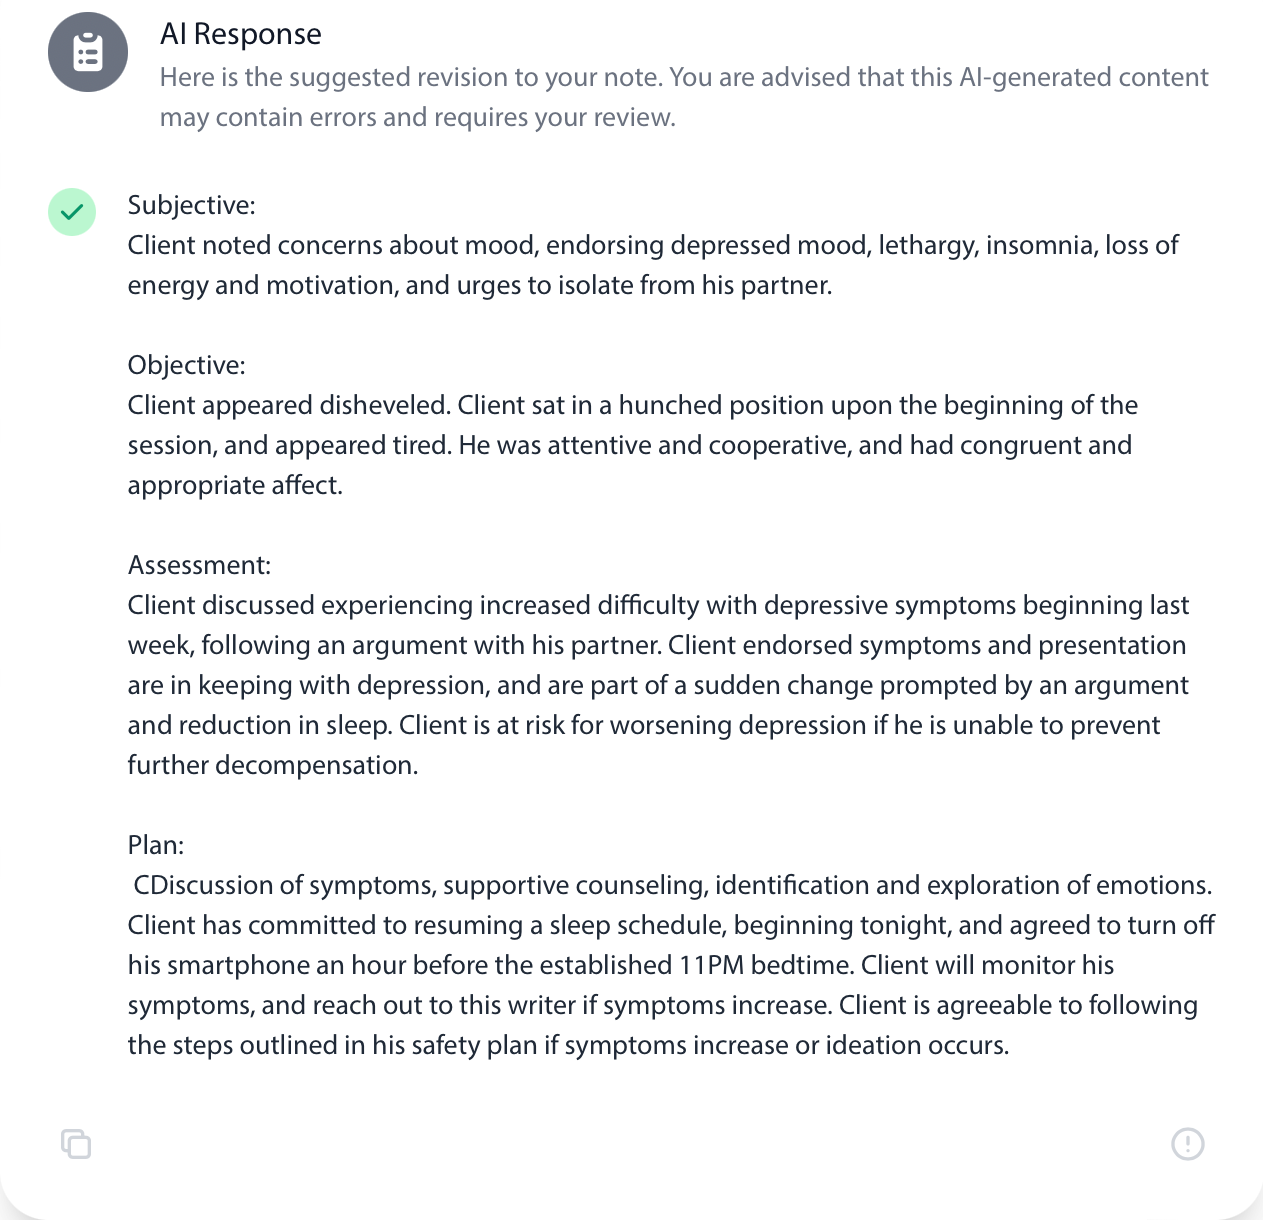 AI Response
Here is the suggested revision to your note. You are advised that this AI-generated content
may contain errors and requires your review.
Subjective:
Client noted concerns about mood, endorsing depressed mood, lethargy, insomnia, loss of
energy and motivation, and urges to isolate from his partner.
Objective:
Client appeared disheveled. Client sat in a hunched position upon the beginning of the
session, and appeared tired. He was attentive and cooperative, and had congruent and
appropriate affect.
Assessment:
Client discussed experiencing increased difficulty with depressive symptoms beginning last
week, following an argument with his partner. Client endorsed symptoms and presentation
are in keeping with depression, and are part of a sudden change prompted by an argument
and reduction in sleep. Client is at risk for worsening depression if he is unable to prevent
further decompensation.
Plan:
CDiscussion of symptoms, supportive counseling, identification and exploration of emotions.
Client has committed to resuming a sleep schedule, beginning tonight, and agreed to turn off
his smartphone an hour before the established 11PM bedtime. Client will monitor his
symptoms, and reach out to this writer if symptoms increase. Client is agreeable to following
the steps outlined in his safety plan if symptoms increase or ideation occurs.